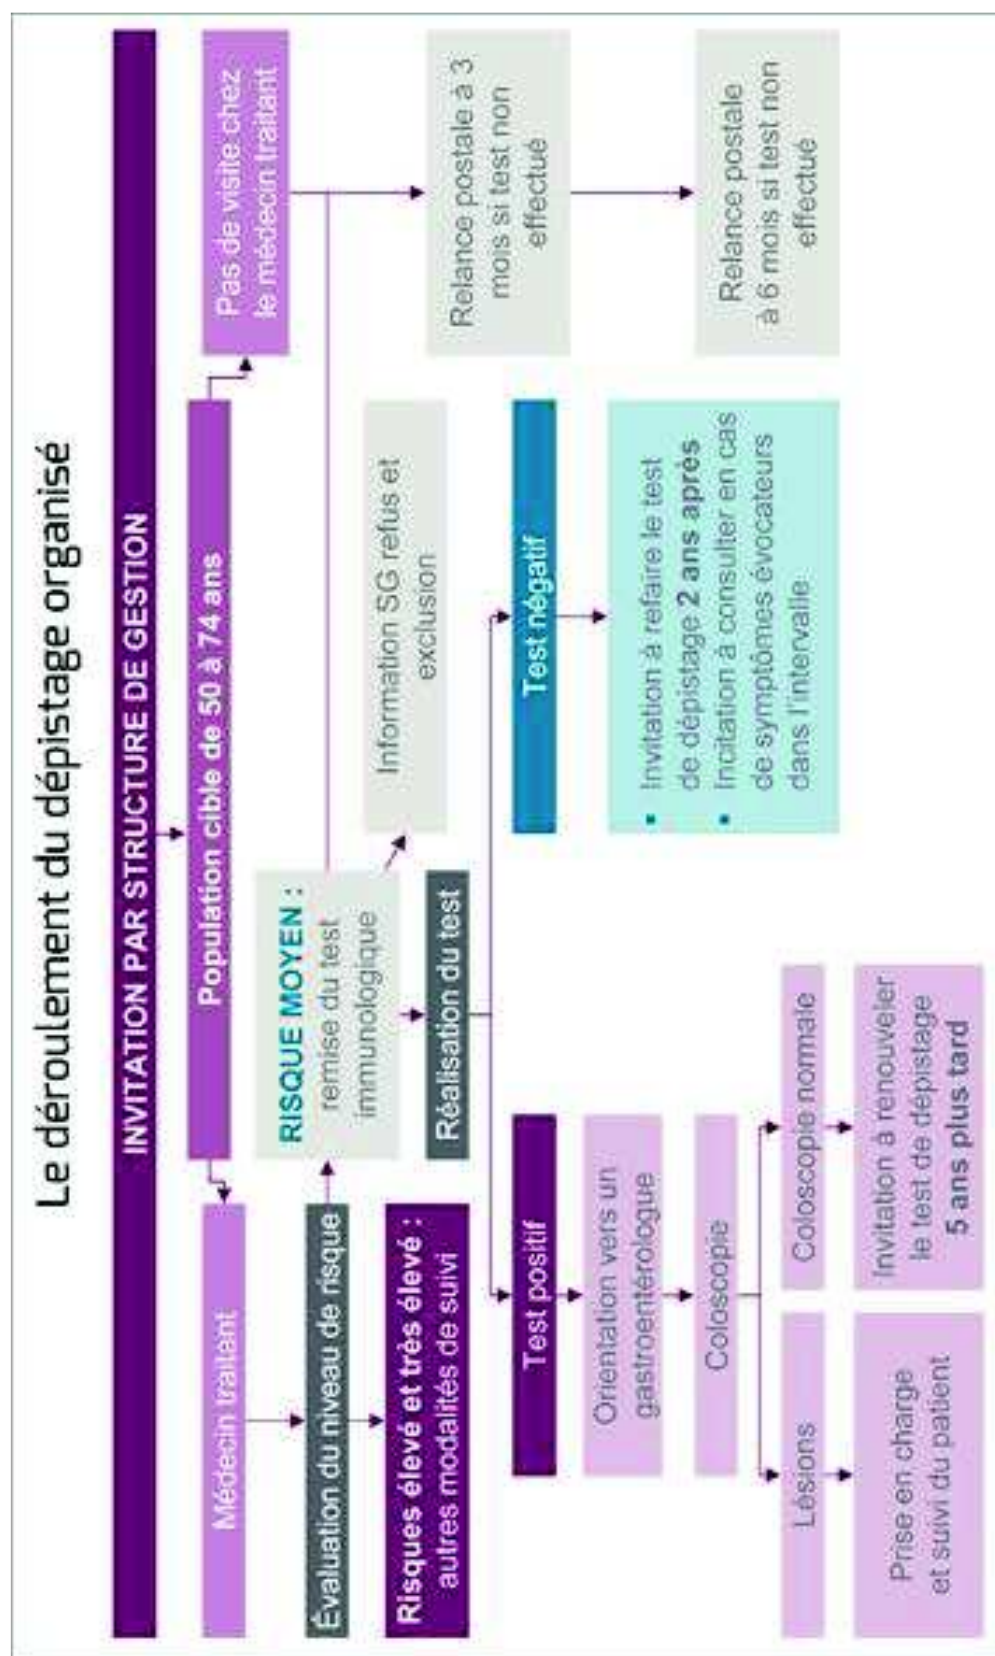 Le déroulement du dépistage organisé
INVITATION PAR STRUCTURE DE GESTION
Population cible de 50 à 74 ans
Médecin traitant
Pas de visite chez
le médecin traitant
Évaluation du niveau de risque
RISQUE MOYEN :
remise du test
immunologique
Information SG refus et
exclusion
Risques élevé et très élevé :
autres modalités de suivi
Réalisation du test
Relance postale à 3
mois si test non
effectué
Test positif
Test négatif
Orientation vers un
gastroentérologue
▪ Invitation à refaire le test
de dépistage 2 ans après
▪ Incitation à consulter en cas
de symptômes évocateurs
dans l'intervalle
Relance postale
à 6 mois si test non
effectué
Coloscopie
Lésions
Coloscopie normale
Prise en charge
et suivi du patient
Invitation à renouveler
le test de dépistage
5 ans plus tard